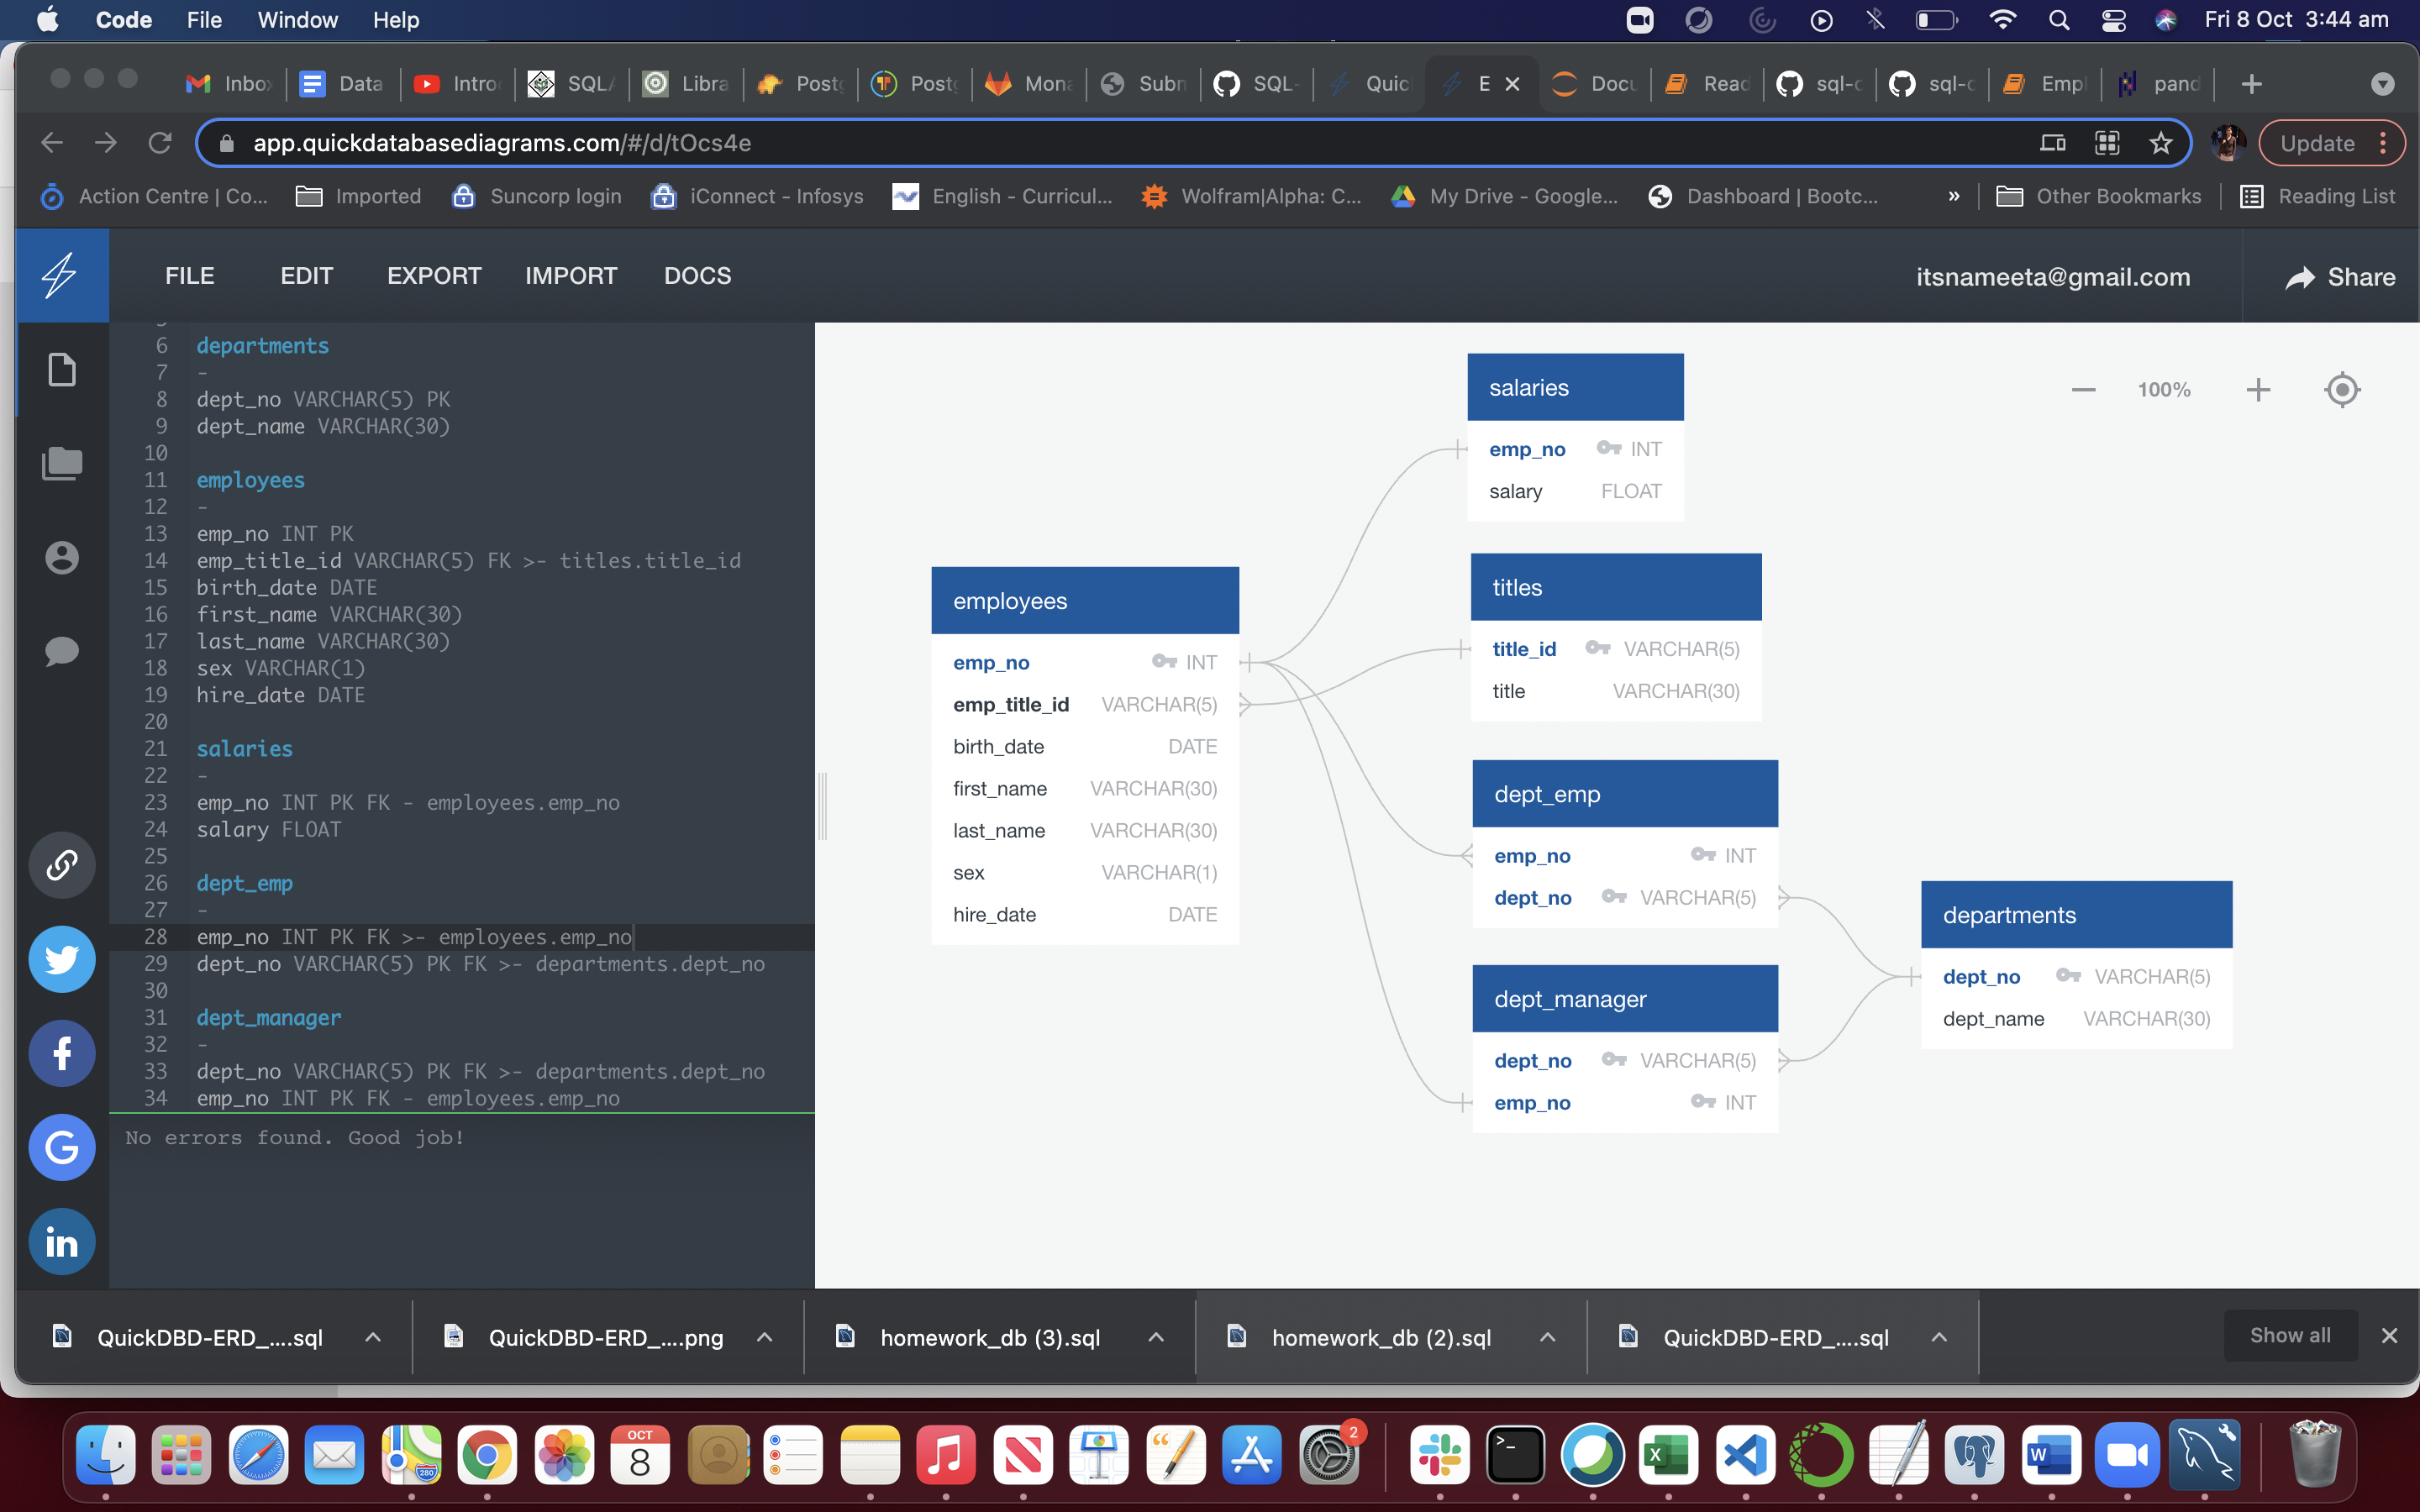 Code File Window Help Fri 8 Oct 3:44 am
Inbo Data Intro SQLA Libra Postg Postg Mona Subm SQL- Quic E Docu Read sql-c sql-c Empl pand
app.quickdatabasediagrams.com/#/d/tOcs4e Update
Action Centre | Co... Imported Suncorp login iConnect - Infosys English - Curricul... Wolfram|Alpha: C... My Drive - Google... Dashboard | Bootc... » Other Bookmarks Reading List
FILE EDIT EXPORT IMPORT DOCS itsnameeta@gmail.com Share
6 departments
7 -
8 dept_no VARCHAR(5) PK
9 dept_name VARCHAR(30)
10
11 employees
12 -
13 emp_no INT PK
14 emp_title_id VARCHAR(5) FK >- titles.title_id
15 birth_date DATE
16 first_name VARCHAR(30)
17 last_name VARCHAR(30)
18 sex VARCHAR(1)
19 hire_date DATE
20
21 salaries
22 -
23 emp_no INT PK FK - employees.emp_no
24 salary FLOAT
25
26 dept_emp
27 -
28 emp_no INT PK FK >- employees.emp_no
29 dept_no VARCHAR(5) PK FK >- departments.dept_no
30
31 dept_manager
32 -
33 dept_no VARCHAR(5) PK FK >- departments.dept_no
34 emp_no INT PK FK - employees.emp_no
No errors found. Good job!
100%
employees
emp_no INT
emp_title_id VARCHAR(5)
birth_date DATE
first_name VARCHAR(30)
last_name VARCHAR(30)
sex VARCHAR(1)
hire_date DATE
salaries
emp_no INT
salary FLOAT
titles
title_id VARCHAR(5)
title VARCHAR(30)
dept_emp
emp_no INT
dept_no VARCHAR(5)
dept_manager
dept_no VARCHAR(5)
emp_no INT
departments
dept_no VARCHAR(5)
dept_name VARCHAR(30)
QuickDBD-ERD_....sql QuickDBD-ERD_....png homework_db (3).sql homework_db (2).sql QuickDBD-ERD_....sql Show all
OCT
8
280
2